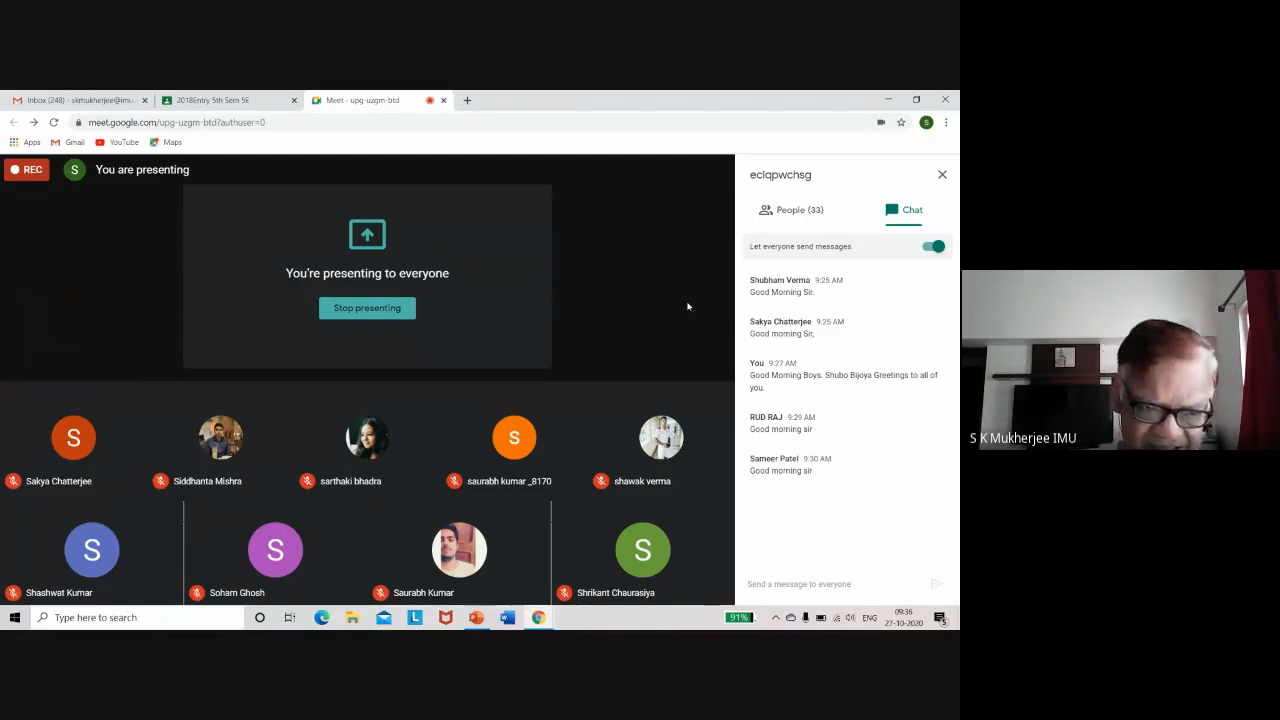 Inbox (248) - skmukherjee@imu.
2018Entry 5th Sem 5E
Meet - upg-uzgm-btd
meet.google.com/upg-uzgm-btd?authuser=0
S
Apps
Gmail
YouTube
Maps
REC
S
You are presenting
You're presenting to everyone
Stop presenting
S
S
Sakya Chatterjee
Siddhanta Mishra
sarthaki bhadra
saurabh kumar _8170
shawak verma
S
S
S
Shashwat Kumar
Soham Ghosh
Saurabh Kumar
Shrikant Chaurasiya
eclqpwchsg
People (33)
Chat
Let everyone send messages
Shubham Verma 9:25 AM
Good Morning Sir.
Sakya Chatterjee 9:25 AM
Good morning Sir,
You 9:27 AM
Good Morning Boys. Shubo Bijoya Greetings to all of
you.
RUD RAJ 9:29 AM
Good morning sir
Sameer Patel 9:30 AM
Good morning sir
Send a message to everyone
S K Mukherjee IMU
Type here to search
91%
ENG
09:36
27-10-2020